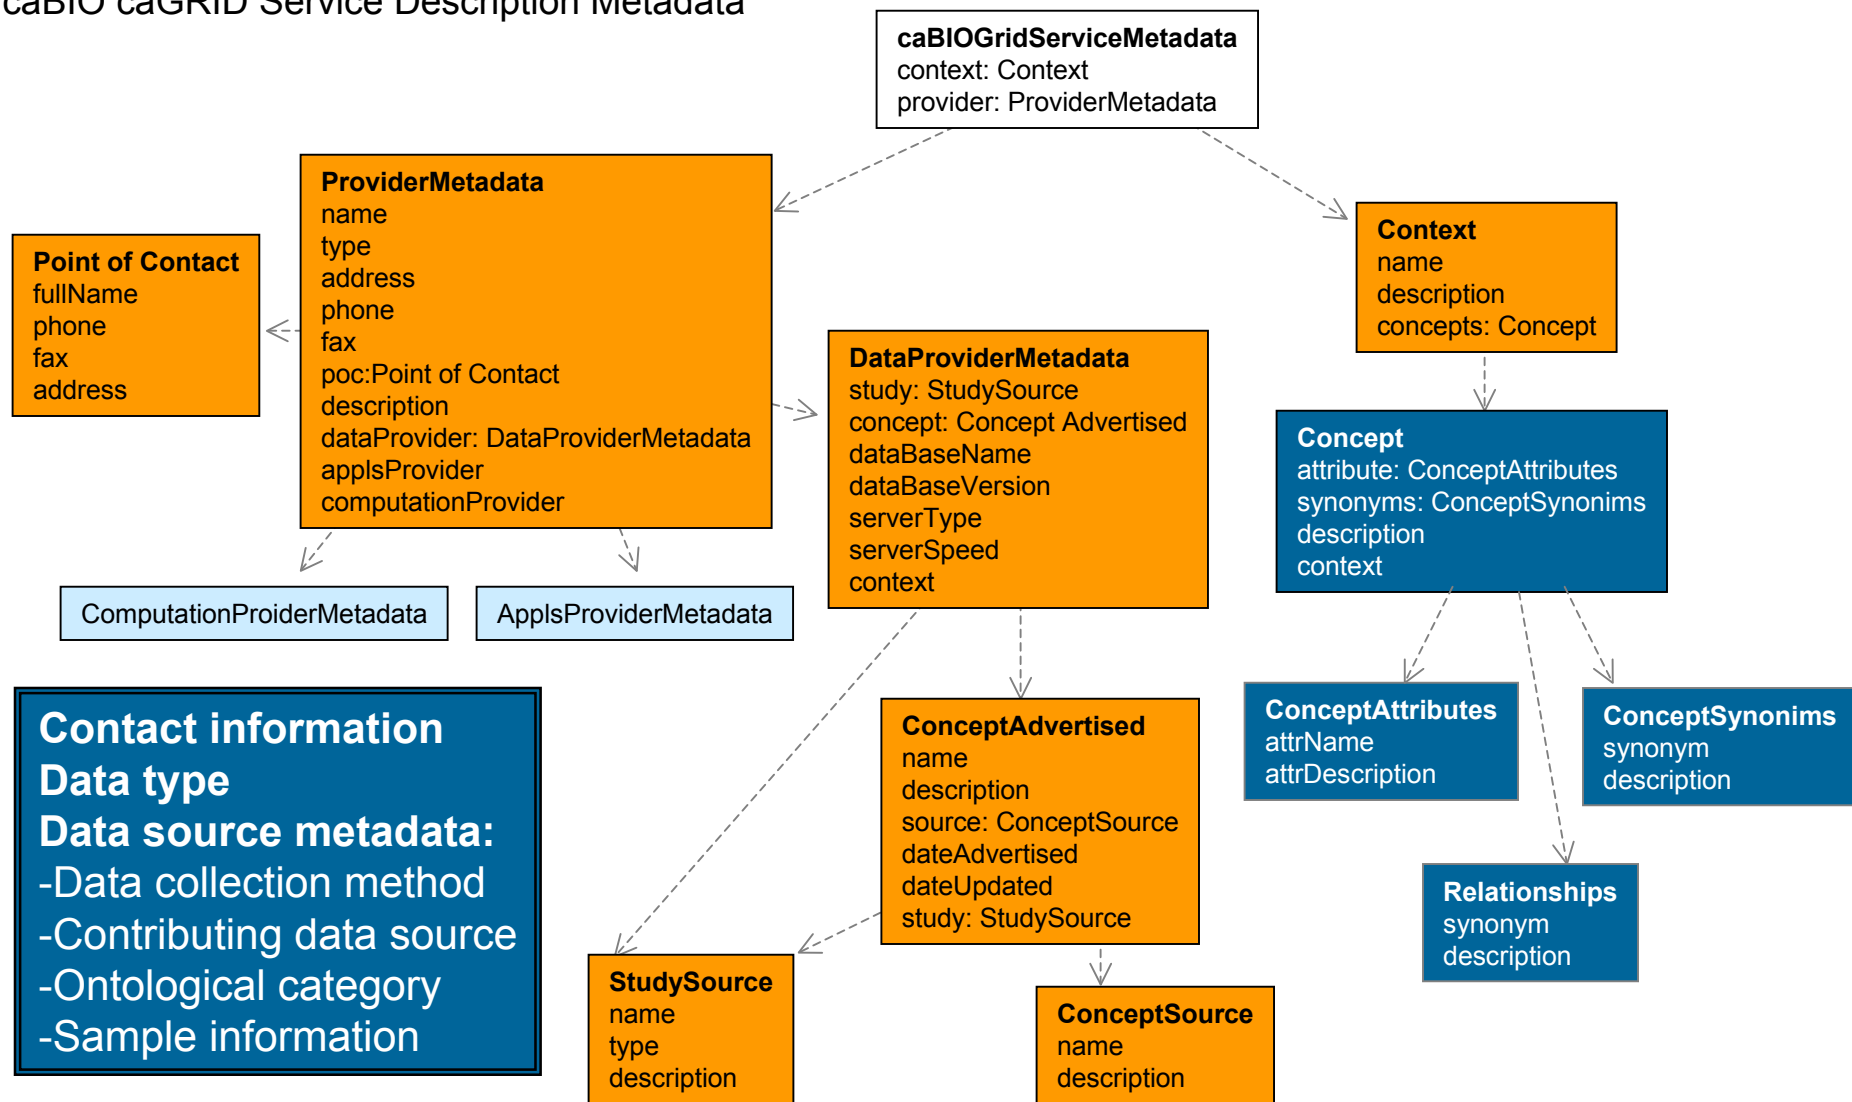 caBIO caGRID Service Description Metadata
caBIOGridServiceMetadata
context: Context
provider: ProviderMetadata
ProviderMetadata
name
type
address
phone
fax
poc:Point of Contact
description
dataProvider: DataProviderMetadata
applsProvider
computationProvider
Point of Contact
fullName
phone
fax
address
Context
name
description
concepts: Concept
DataProviderMetadata
study: StudySource
concept: Concept Advertised
dataBaseName
dataBaseVersion
serverType
serverSpeed
context
Concept
attribute: ConceptAttributes
synonyms: ConceptSynonims
description
context
ComputationProiderMetadata
ApplsProviderMetadata
Contact information
Data type
Data source metadata:
-Data collection method
-Contributing data source
-Ontological category
-Sample information
ConceptAdvertised
name
description
source: ConceptSource
dateAdvertised
dateUpdated
study: StudySource
ConceptAttributes
attrName
attrDescription
ConceptSynonims
synonym
description
Relationships
synonym
description
StudySource
name
type
description
ConceptSource
name
description